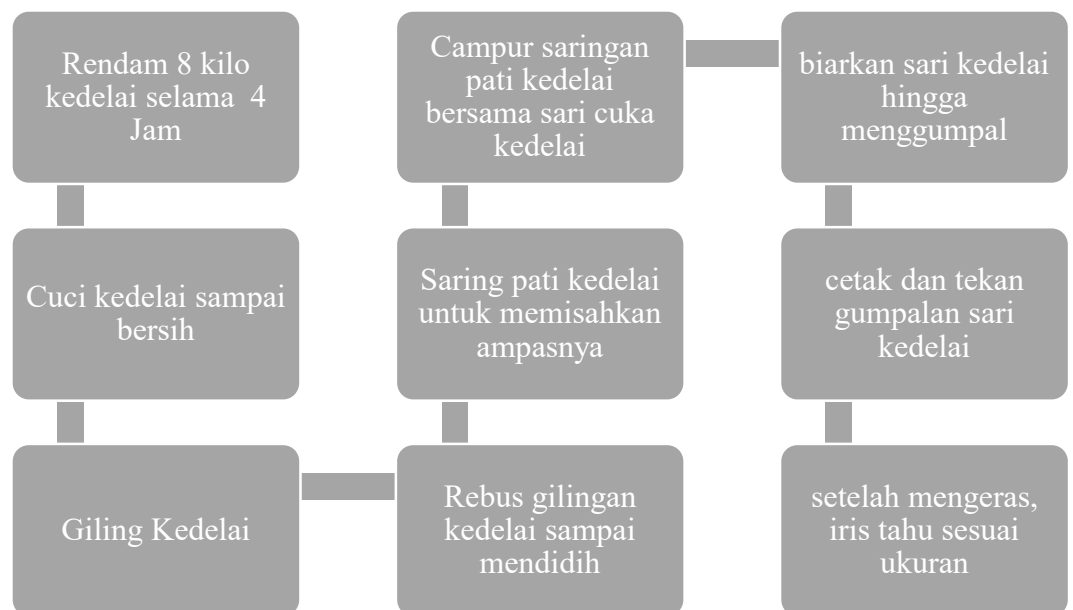 Rendam 8 kilo
kedelai selama 4
Jam
Cuci kedelai sampai
bersih
Giling Kedelai
Rebus gilingan
kedelai sampai
mendidih
Saring pati kedelai
untuk memisahkan
ampasnya
Campur saringan
pati kedelai
bersama sari cuka
kedelai
biarkan sari kedelai
hingga
menggumpal
cetak dan tekan
gumpalan sari
kedelai
setelah mengeras,
iris tahu sesuai
ukuran